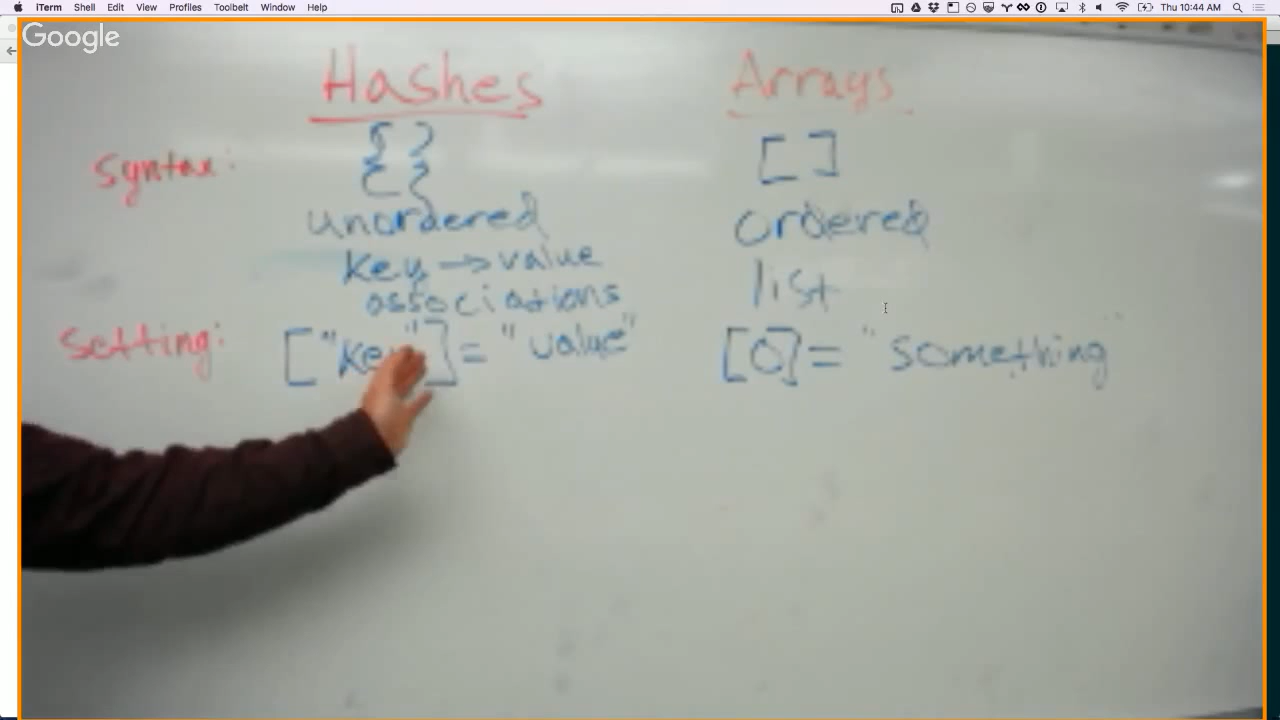 iTerm Shell Edit View Profiles Toolbelt Window Help Thu 10:44 AM
Google
Hashes Arrays
syntax: { } [ ]
unordered ordered
key → value list
associations
setting: ["key"] = "value" [0] = "something"